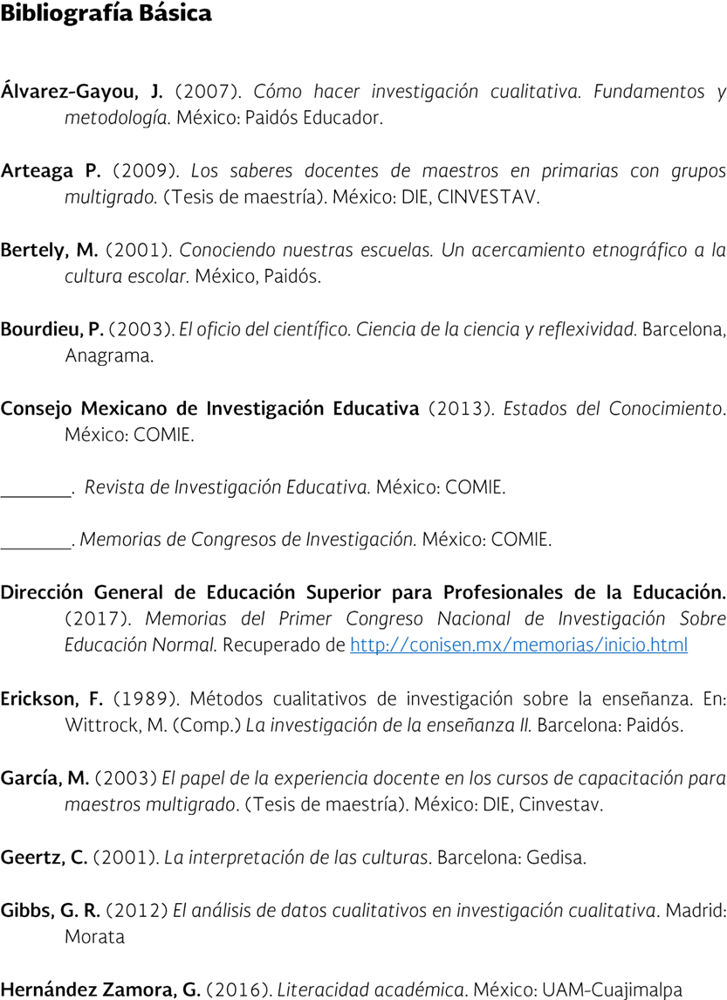 Bibliografía Básica
Álvarez-Gayou, J. (2007). Cómo hacer investigación cualitativa. Fundamentos y
metodología. México: Paidós Educador.
Arteaga P. (2009). Los saberes docentes de maestros en primarias con grupos
multigrado. (Tesis de maestría). México: DIE, CINVESTAV.
Bertely, M. (2001). Conociendo nuestras escuelas. Un acercamiento etnográfico a la
cultura escolar. México, Paidós.
Bourdieu, P. (2003). El oficio del científico. Ciencia de la ciencia y reflexividad. Barcelona,
Anagrama.
Consejo Mexicano de Investigación Educativa (2013). Estados del Conocimiento.
México: COMIE.
_______. Revista de Investigación Educativa. México: COMIE.
_______. Memorias de Congresos de Investigación. México: COMIE.
Dirección General de Educación Superior para Profesionales de la Educación.
(2017). Memorias del Primer Congreso Nacional de Investigación Sobre
Educación Normal. Recuperado de http://conisen.mx/memorias/inicio.html
Erickson, F. (1989). Métodos cualitativos de investigación sobre la enseñanza. En:
Wittrock, M. (Comp.) La investigación de la enseñanza II. Barcelona: Paidós.
García, M. (2003) El papel de la experiencia docente en los cursos de capacitación para
maestros multigrado. (Tesis de maestría). México: DIE, Cinvestav.
Geertz, C. (2001). La interpretación de las culturas. Barcelona: Gedisa.
Gibbs, G. R. (2012) El análisis de datos cualitativos en investigación cualitativa. Madrid:
Morata
Hernández Zamora, G. (2016). Literacidad académica. México: UAM-Cuajimalpa